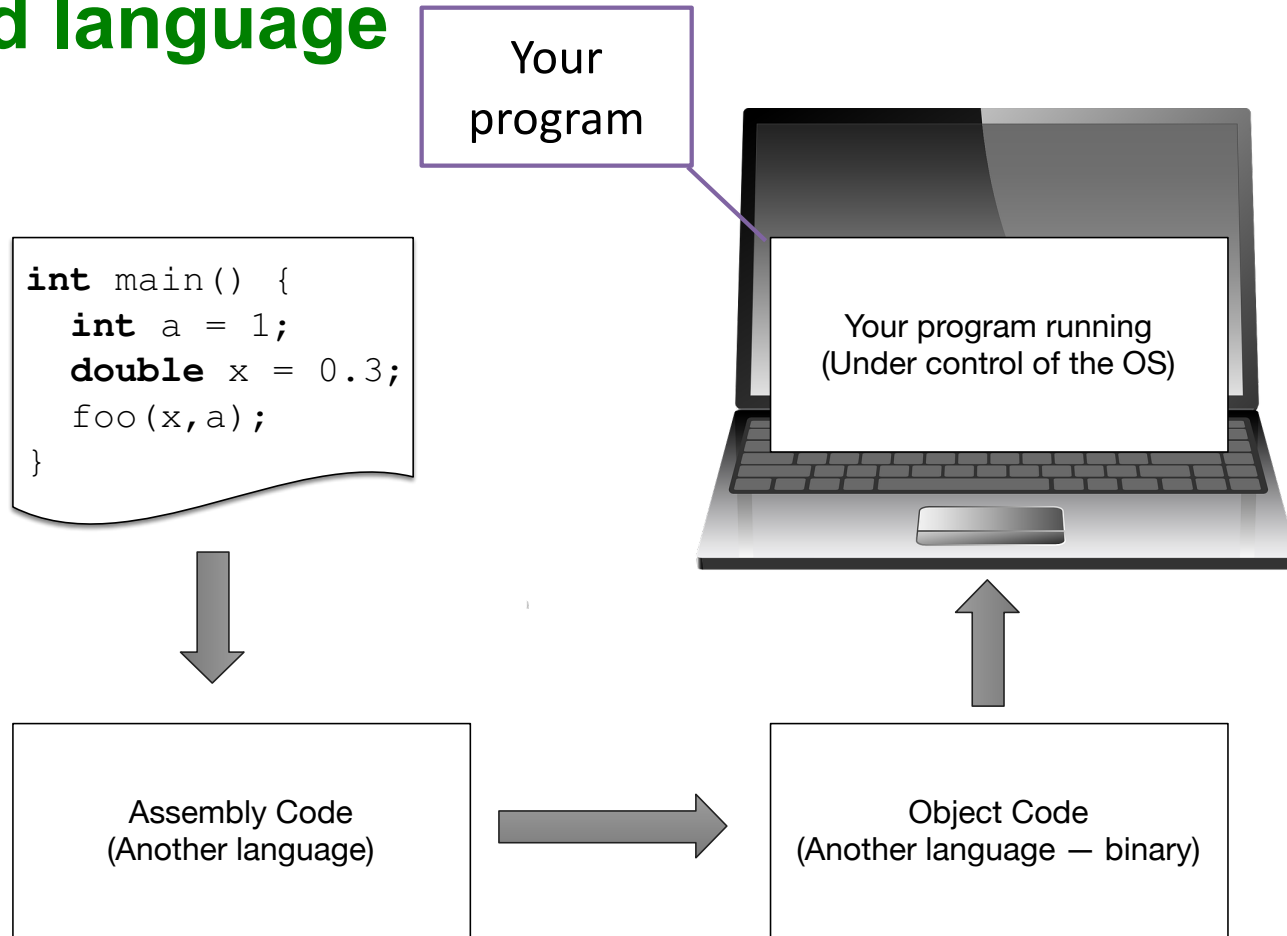 d language
Your
program
int main() {
int a = 1;
double x = 0.3;
foo(x,a);
}
Your program running
(Under control of the OS)
Assembly Code
(Another language)
Object Code
(Another language — binary)